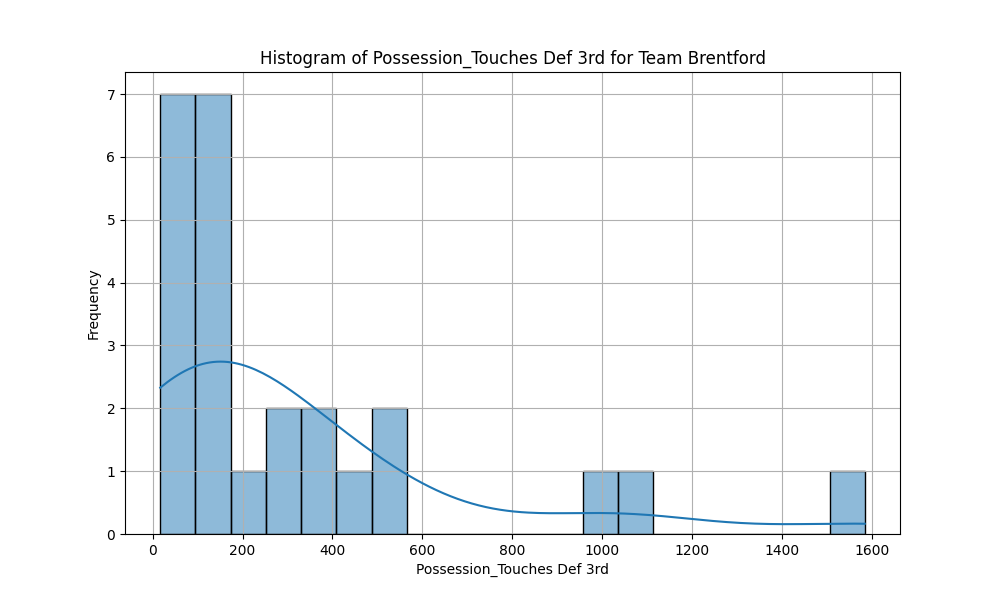 Histogram of Possession_Touches Def 3rd for Team Brentford
7
6
5
4
3
2
1
0
Frequency
0 200 400 600 800 1000 1200 1400 1600
Possession_Touches Def 3rd